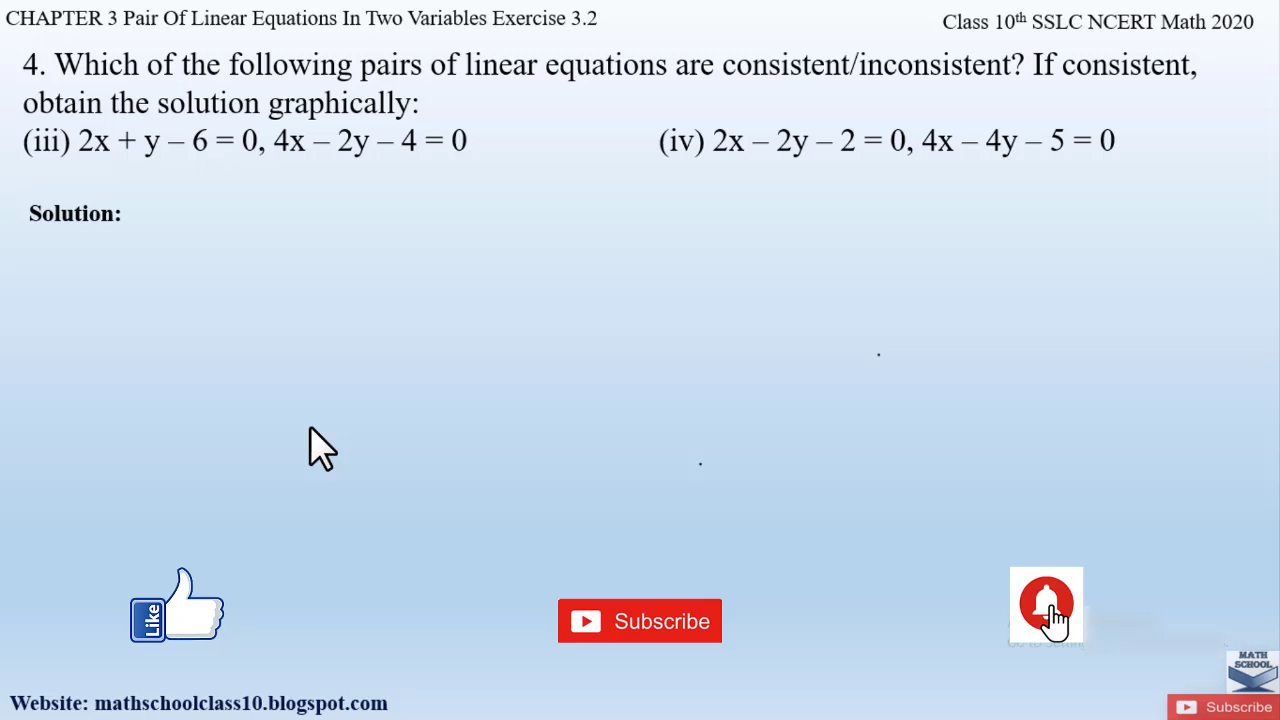 CHAPTER 3 Pair Of Linear Equations In Two Variables Exercise 3.2
Class 10th SSLC NCERT Math 2020
4. Which of the following pairs of linear equations are consistent/inconsistent? If consistent,
obtain the solution graphically:
(iii) 2x + y – 6 = 0, 4x – 2y – 4 = 0
(iv) 2x – 2y – 2 = 0, 4x – 4y – 5 = 0
Solution:
Like
Subscribe
MATH
SCHOOL
Website: mathschoolclass10.blogspot.com
Subscribe